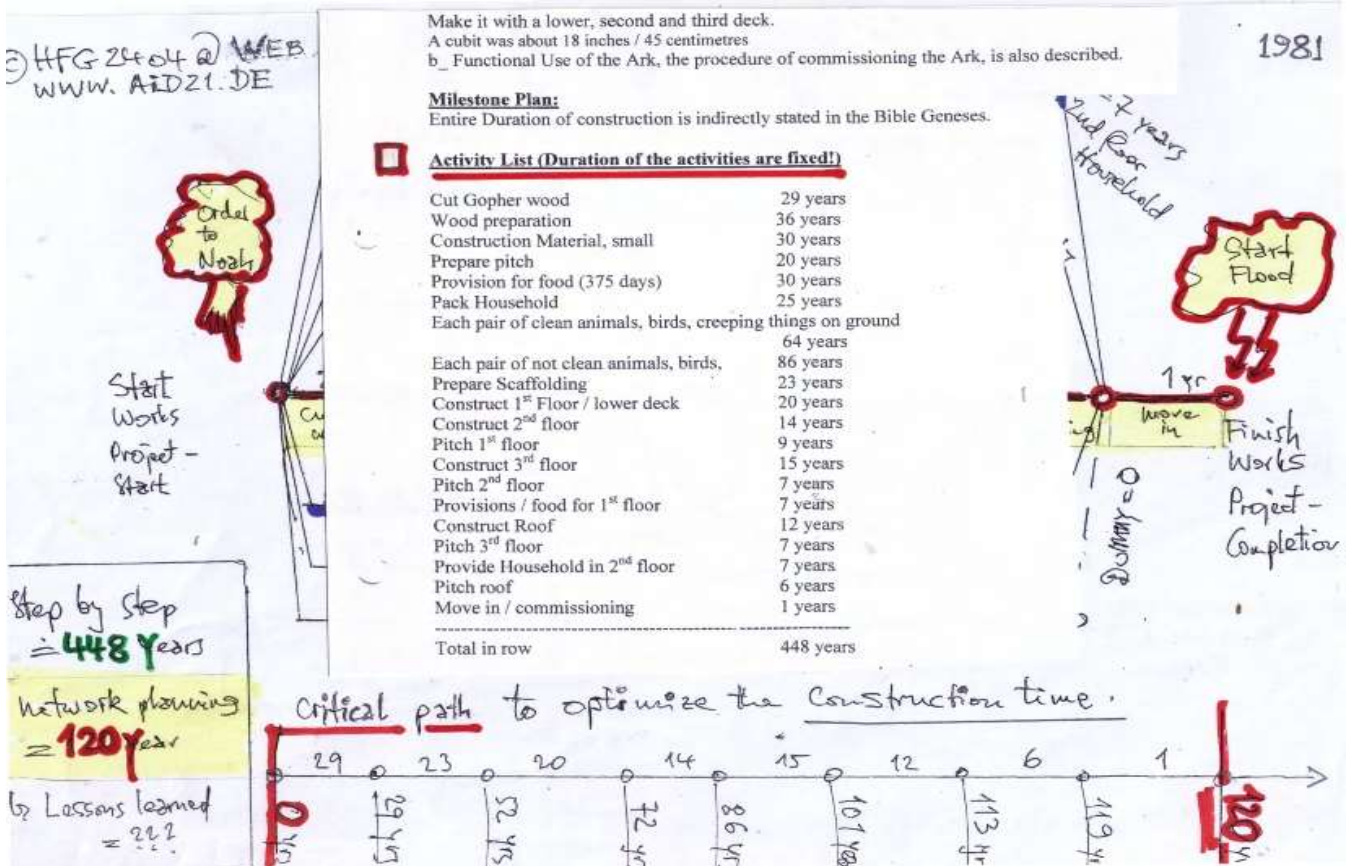 © HFG 2404 @ WEB.
WWW. AiD21.DE
1981
Make it with a lower, second and third deck.
A cubit was about 18 inches / 45 centimetres
b_ Functional Use of the Ark, the procedure of commissioning the Ark, is also described.
Milestone Plan:
Entire Duration of construction is indirectly stated in the Bible Geneses.
Activity List (Duration of the activities are fixed!)
Cut Gopher wood 29 years
Wood preparation 36 years
Construction Material, small 30 years
Prepare pitch 20 years
Provision for food (375 days) 30 years
Pack Household 25 years
Each pair of clean animals, birds, creeping things on ground
64 years
Each pair of not clean animals, birds, 86 years
Prepare Scaffolding 23 years
Construct 1st Floor / lower deck 20 years
Construct 2nd floor 14 years
Pitch 1st floor 9 years
Construct 3rd floor 15 years
Pitch 2nd floor 7 years
Provisions / food for 1st floor 7 years
Construct Roof 12 years
Pitch 3rd floor 7 years
Provide Household in 2nd floor 7 years
Pitch roof 6 years
Move in / commissioning 1 years
Total in row 448 years
7 years
2nd floor
Household
Order
to
Noah
Start
Flood
Start
Works
Project -
Start
1 yr
move
in
Finish
Works
Project -
Completion
Dummy = 0
Step by Step
= 448 Years
network planning
= 120 Year
Lessons learned
= ???
critical path to optimize the construction time.
29 23 20 14 15 12 6 1
0 yrs
29 yrs
52 yrs
72 yr
86 yr
107 yea
113 yr
119 yr
120 y